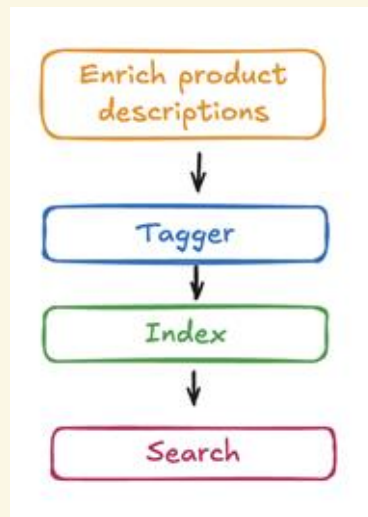 Enrich product
descriptions
Tagger
Index
Search